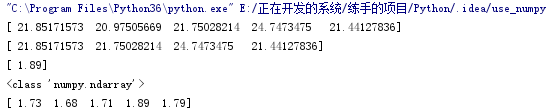 "C:\Program Files\Python36\python.exe" E:/正在开发的系统/练手的项目/Python/.idea/use_numpy
[ 21.85171573  20.97505669  21.75028214  24.7473475   21.44127836]
[ 21.85171573  21.75028214  24.7473475   21.44127836]
[ 1.89]
<class 'numpy.ndarray'>
[ 1.73  1.68  1.71  1.89  1.79]